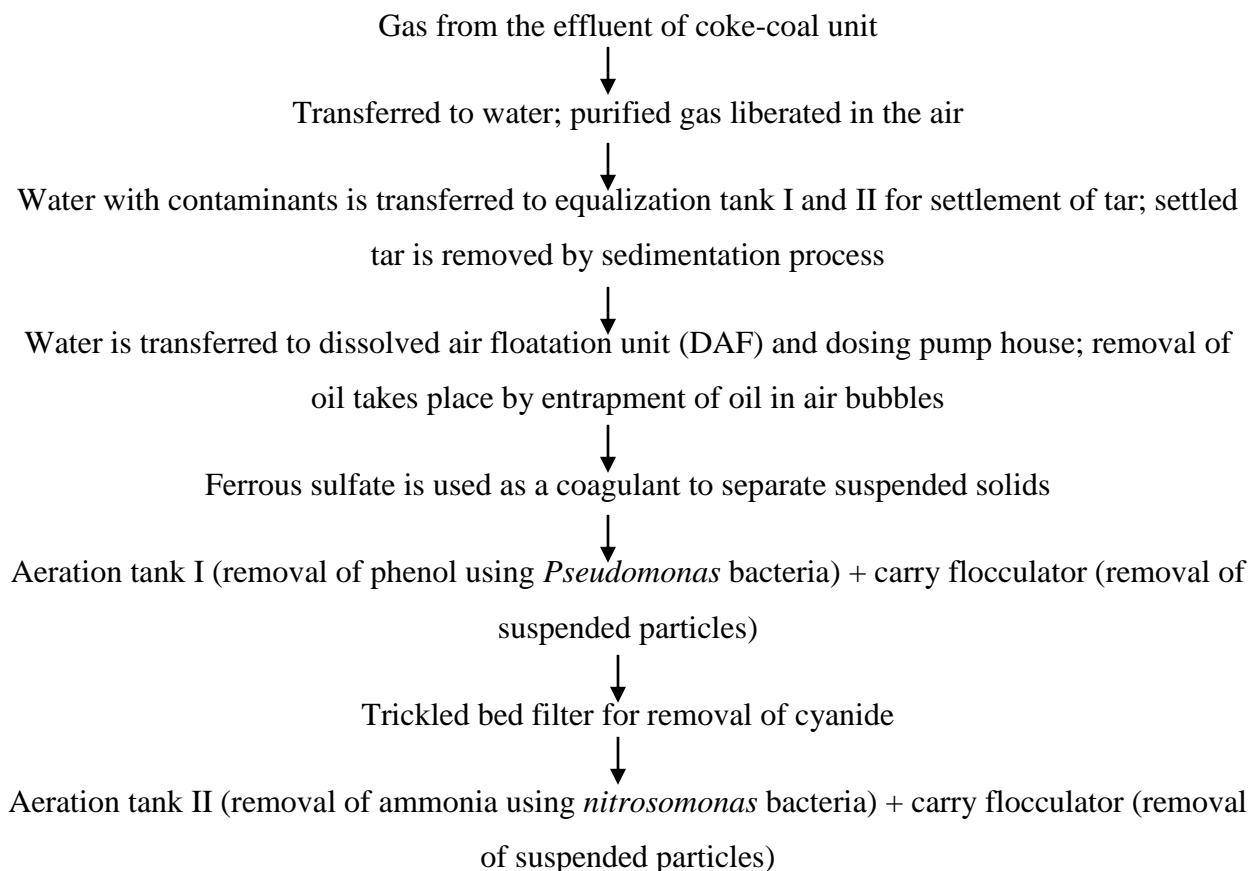 Gas from the effluent of coke-coal unit
Transferred to water; purified gas liberated in the air
Water with contaminants is transferred to equalization tank I and II for settlement of tar; settled
tar is removed by sedimentation process
Water is transferred to dissolved air floatation unit (DAF) and dosing pump house; removal of
oil takes place by entrapment of oil in air bubbles
Ferrous sulfate is used as a coagulant to separate suspended solids
Aeration tank I (removal of phenol using Pseudomonas bacteria) + carry flocculator (removal of
suspended particles)
Trickled bed filter for removal of cyanide
Aeration tank II (removal of ammonia using nitrosomonas bacteria) + carry flocculator (removal
of suspended particles)